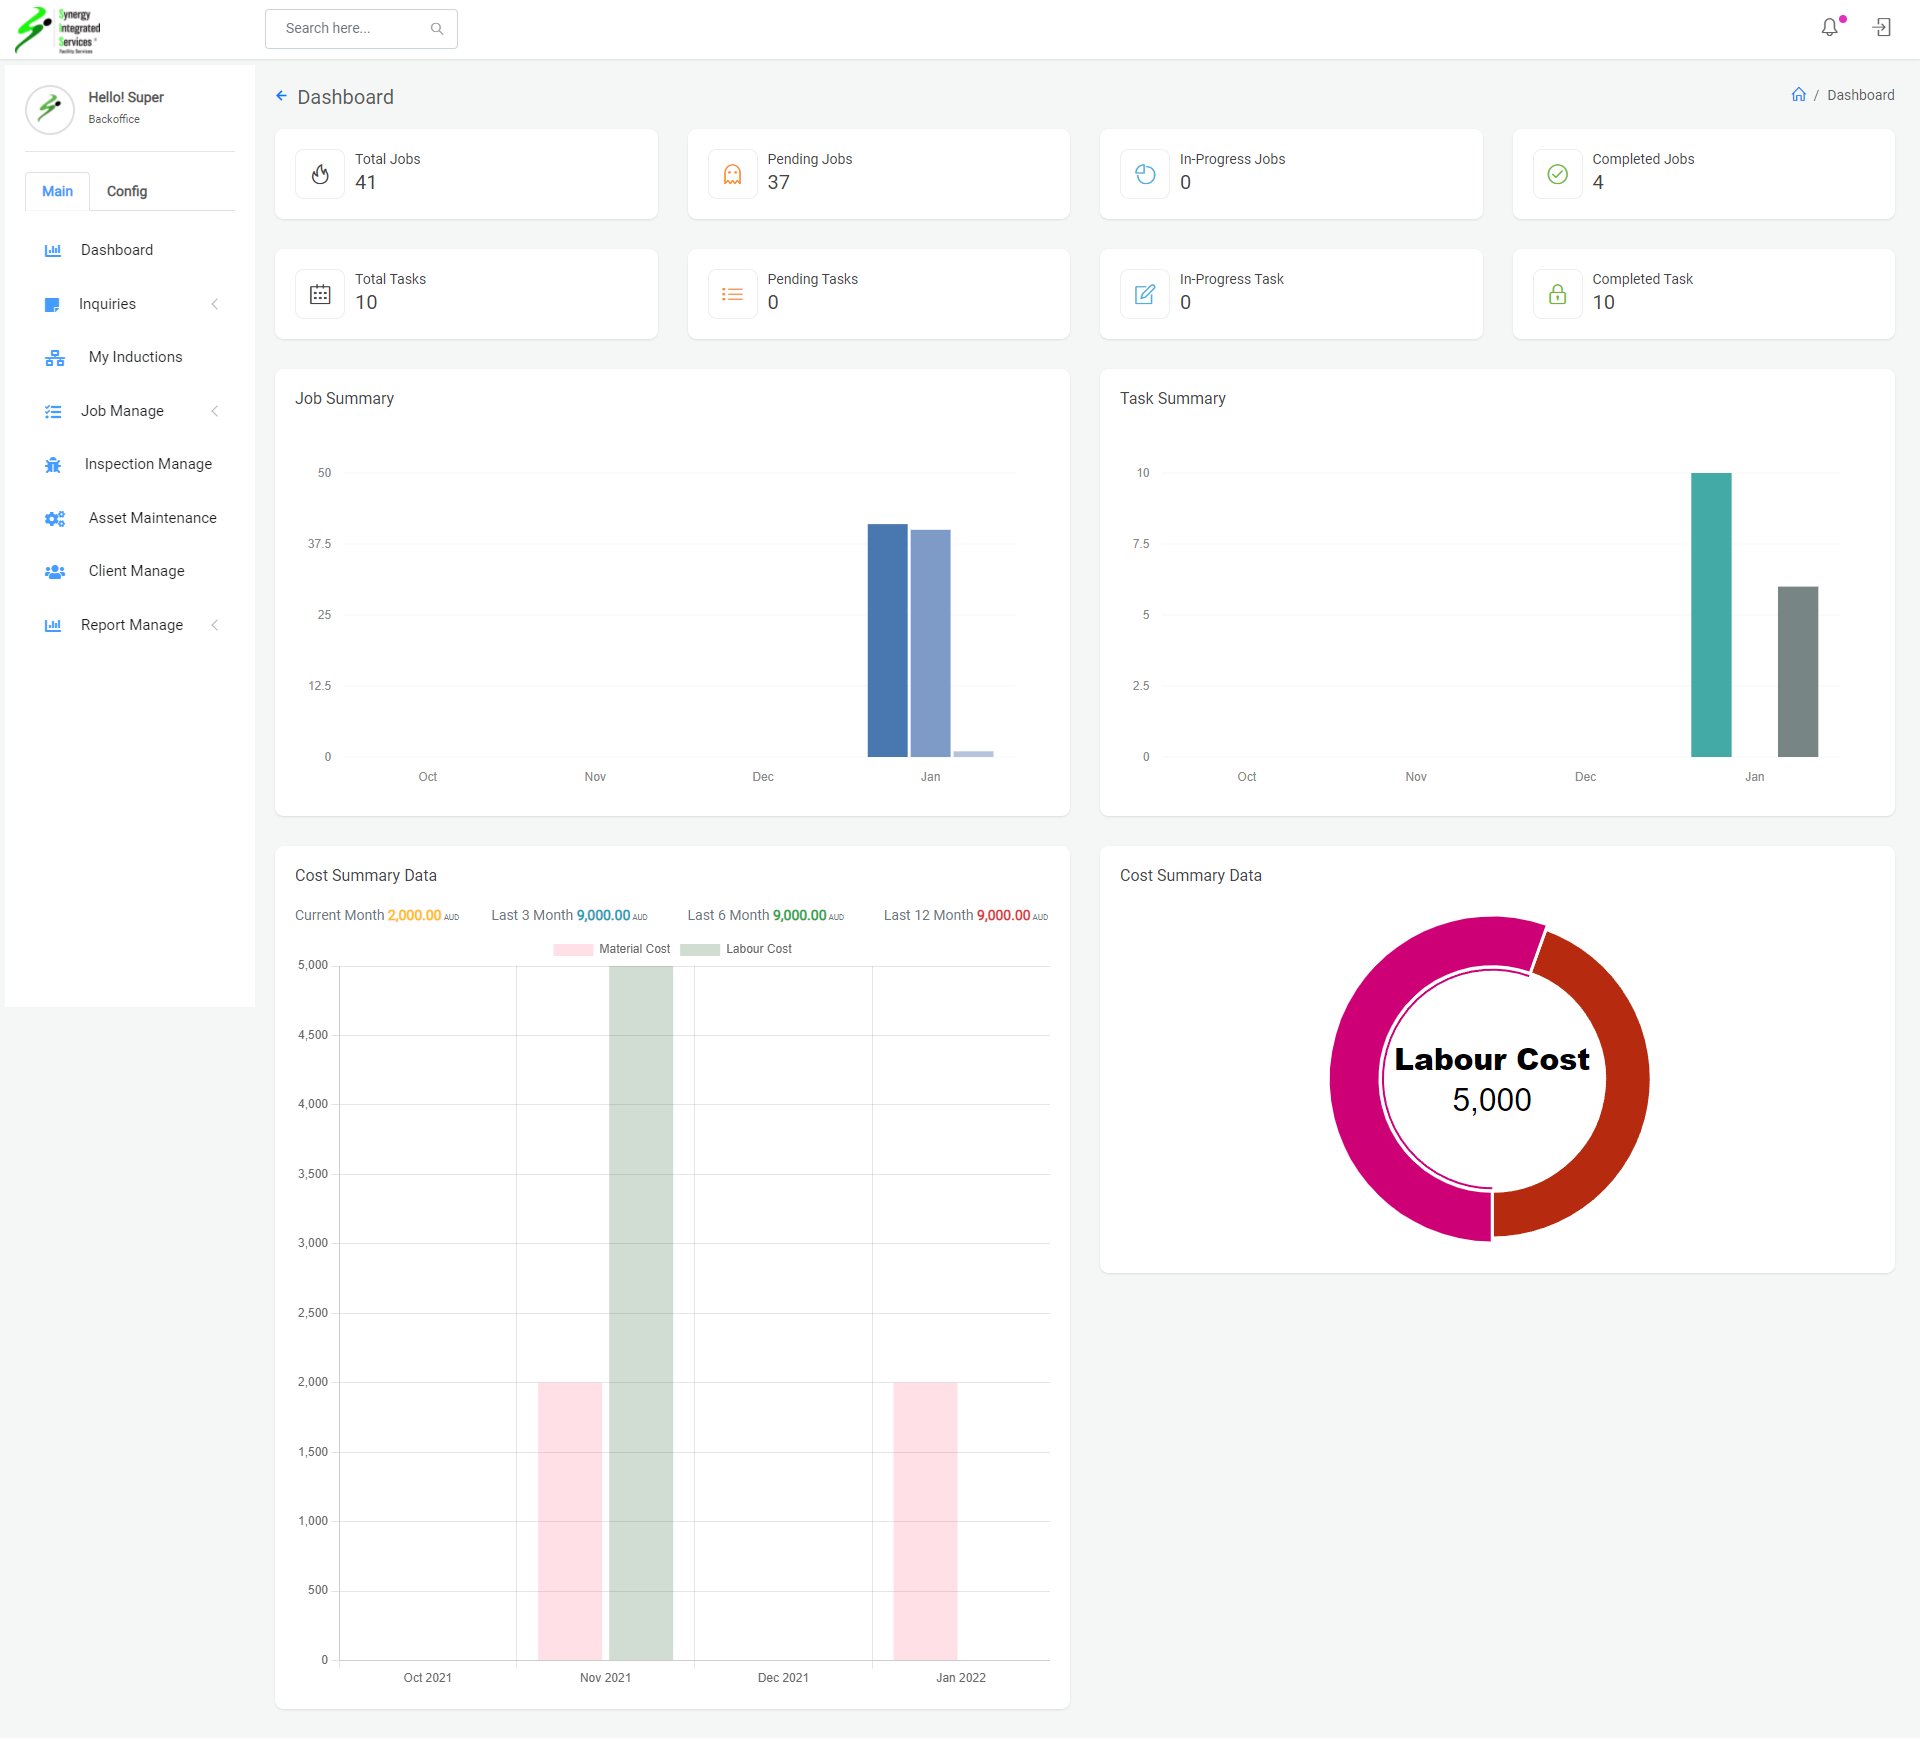 Synergy
Integrated
Services
Facility Services
Search here...
Hello! Super
Backoffice
Main Config
Dashboard
Inquiries
My Inductions
Job Manage
Inspection Manage
Asset Maintenance
Client Manage
Report Manage
Dashboard
/ Dashboard
Total Jobs
41
Pending Jobs
37
In-Progress Jobs
0
Completed Jobs
4
Total Tasks
10
Pending Tasks
0
In-Progress Task
0
Completed Task
10
Job Summary
50
37.5
25
12.5
0
Oct Nov Dec Jan
Task Summary
10
7.5
5
2.5
0
Oct Nov Dec Jan
Cost Summary Data
Current Month 2,000.00 AUD Last 3 Month 9,000.00 AUD Last 6 Month 9,000.00 AUD Last 12 Month 9,000.00 AUD
Material Cost Labour Cost
5,000
4,500
4,000
3,500
3,000
2,500
2,000
1,500
1,000
500
0
Oct 2021 Nov 2021 Dec 2021 Jan 2022
Cost Summary Data
Labour Cost
5,000